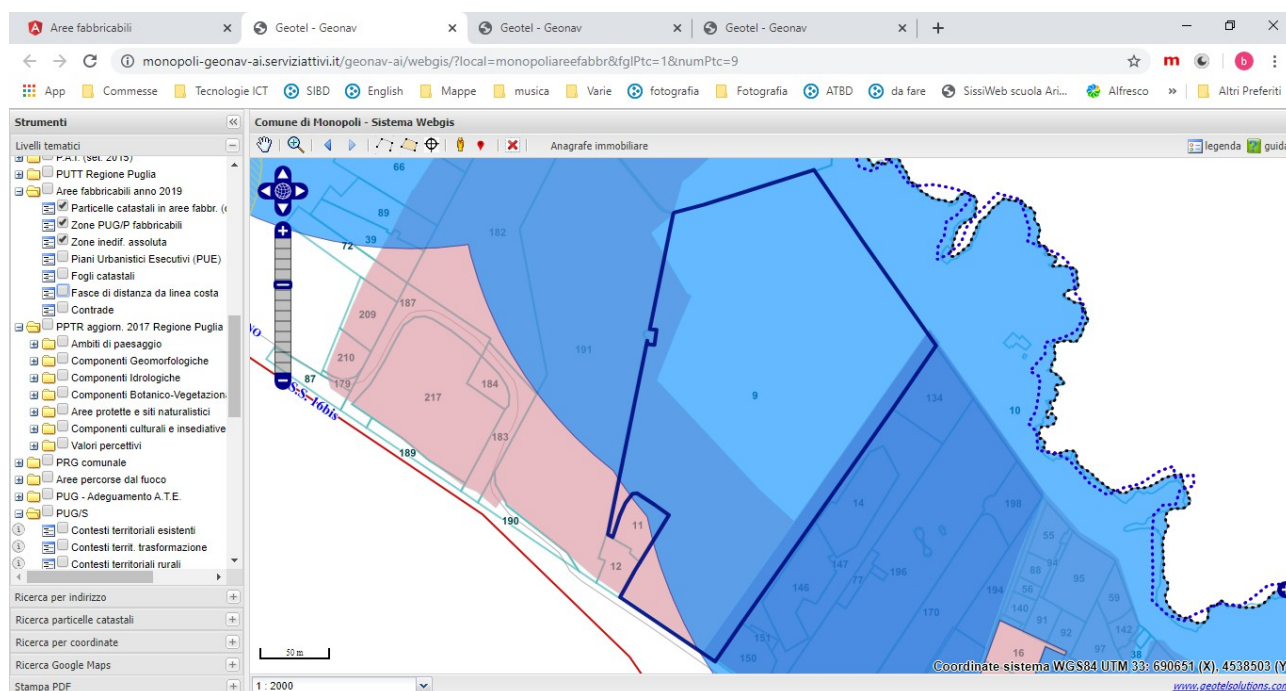 Aree fabbricabili
Geotel - Geonav
Geotel - Geonav
Geotel - Geonav
monopoli-geonav-ai.serviziattivi.it/geonav-ai/webgis/?local=monopoliareefabbr&fglPtc=1&numPtc=9
m
b
App Commesse Tecnologie ICT SIBD English Mappe musica Varie fotografia Fotografia ATBD da fare SissiWeb scuola Ari... Alfresco » Altri Preferiti
Strumenti
Comune di Monopoli - Sistema Webgis
Livelli tematici
Anagrafe immobiliare
legenda
guida
P.A.I. (set. 2015)
PUTT Regione Puglia
Aree fabbricabili anno 2019
Particelle catastali in aree fabbr. (
Zone PUG/P fabbricabili
Zone inedif. assoluta
Piani Urbanistici Esecutivi (PUE)
Fogli catastali
Fasce di distanza da linea costa
Contrade
PPTR aggiorn. 2017 Regione Puglia
Ambiti di paesaggio
Componenti Geomorfologiche
Componenti Idrologiche
Componenti Botanico-Vegetazion
Aree protette e siti naturalistici
Componenti culturali e insediative
Valori percettivi
PRG comunale
Aree percorse dal fuoco
PUG - Adeguamento A.T.E.
PUG/S
Contesti territoriali esistenti
Contesti territ. trasformazione
Contesti territoriali rurali
Ricerca per indirizzo
Ricerca particelle catastali
Ricerca per coordinate
Ricerca Google Maps
Stampa PDF
66
89
39
72
182
187
209
210
87
179
217
184
183
189
190
S.S. 16bis
NO
191
9
11
12
10
134
14
198
147
77
196
146
194
170
151
150
55
94
88
95
56
140
59
91
92
142
97
38
16
50 m
Coordinate sistema WGS84 UTM 33: 690651 (X), 4538503 (Y
1 : 2000
www.geotelsolutions.com